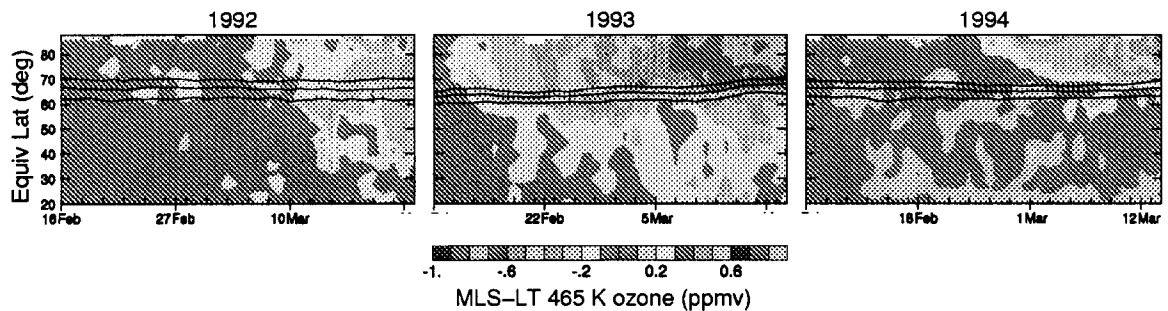 1992 1993 1994
Equiv Lat (deg)
80
70
60
50
40
30
20
16Feb 27Feb 10Mar 22Feb 5Mar 18Feb 1Mar 12Mar
-1. -.6 -.2 0.2 0.6
MLS-LT 465 K ozone (ppmv)